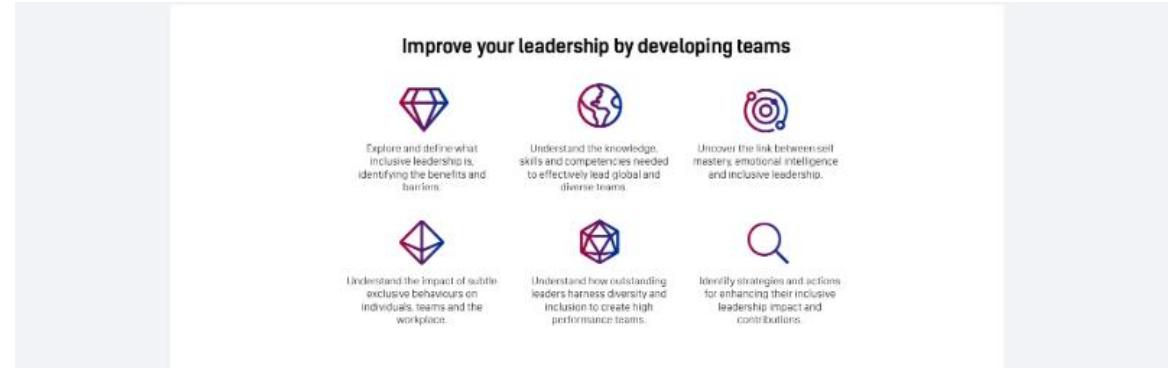 Improve your leadership by developing teams
Explore and define what
inclusive leadership is,
identifying the benefits and
barriers.
Understand the knowledge,
skills and competencies needed
to effectively lead global and
diverse teams.
Uncover the link between self
mastery, emotional intelligence
and inclusive leadership.
Understand the impact of subtle
exclusive behaviours on
individuals, teams and the
workplace.
Understand how outstanding
leaders harness diversity and
inclusion to create high
performance teams.
Identify strategies and actions
for enhancing their inclusive
leadership impact and
contributions.